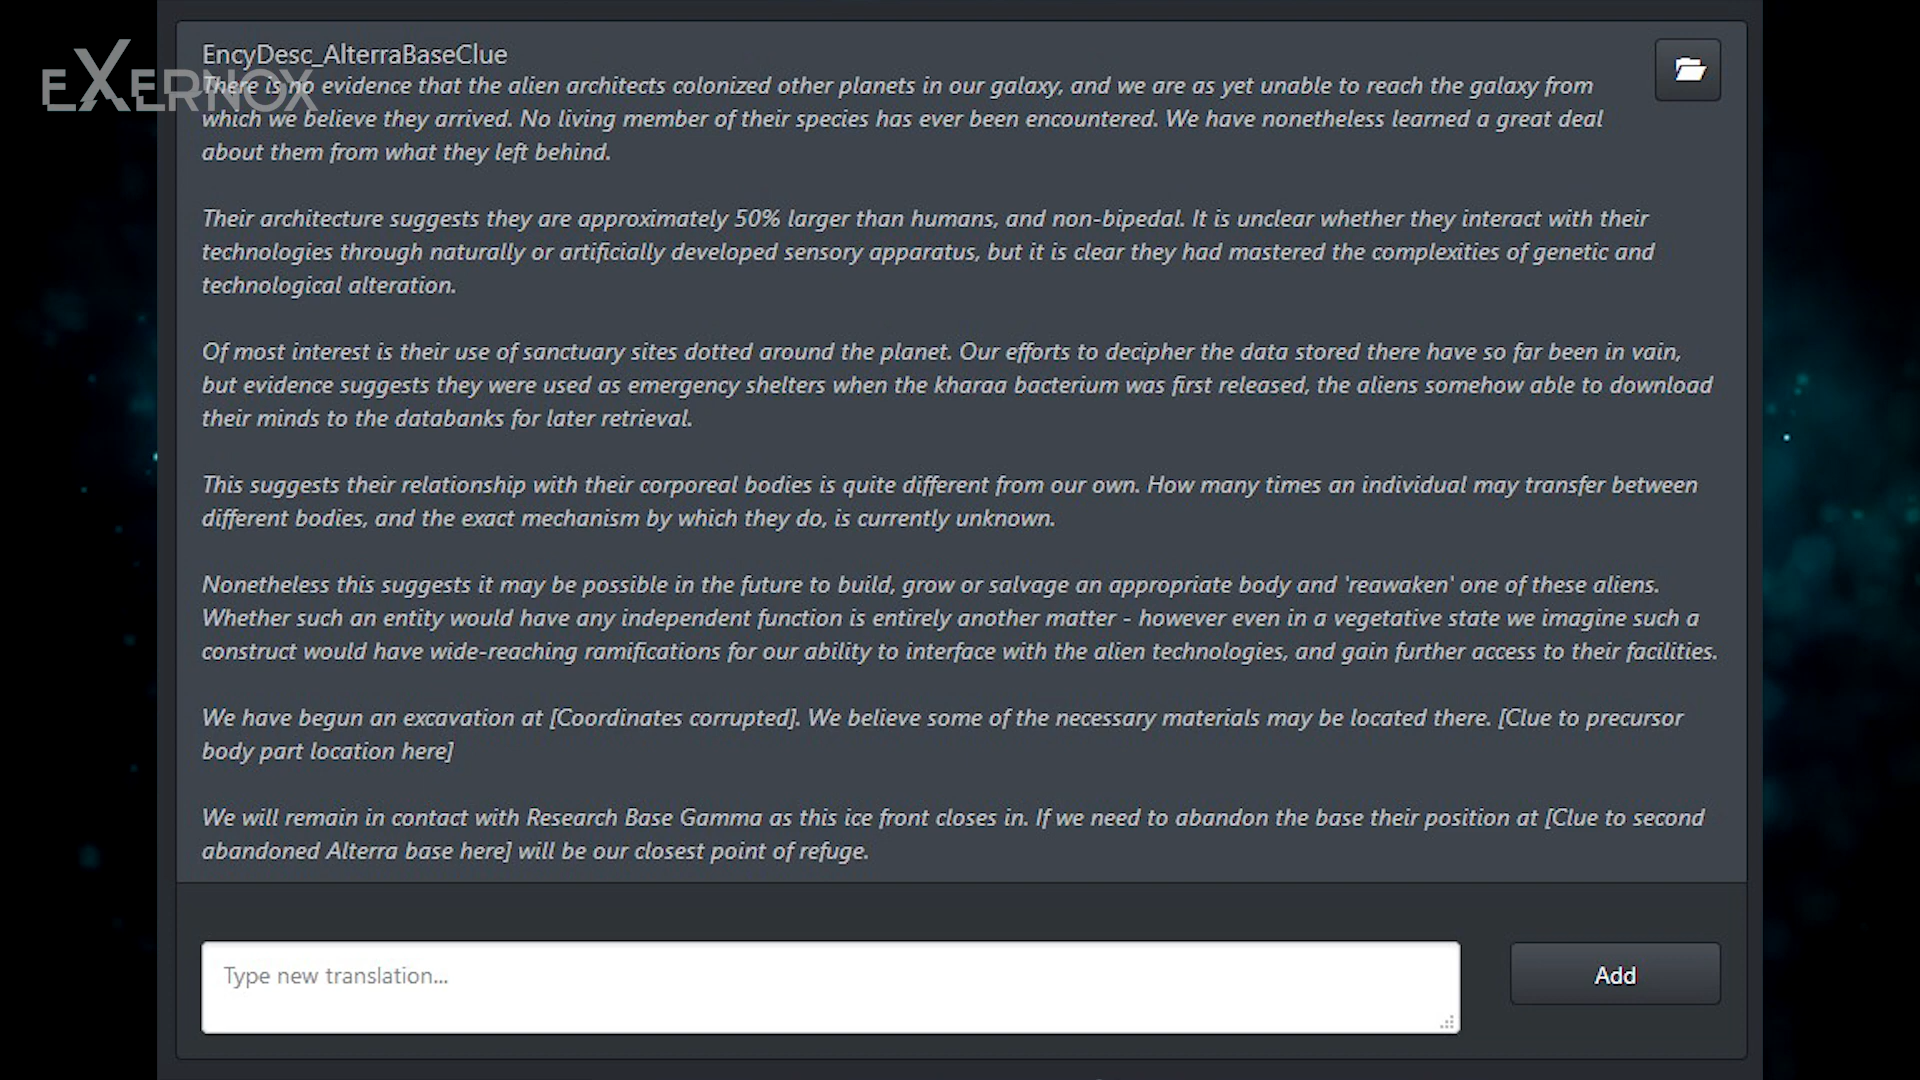 EncyDesc_AlterraBaseClue
eXernox
There is no evidence that the alien architects colonized other planets in our galaxy, and we are as yet unable to reach the galaxy from
which we believe they arrived. No living member of their species has ever been encountered. We have nonetheless learned a great deal
about them from what they left behind.
Their architecture suggests they are approximately 50% larger than humans, and non-bipedal. It is unclear whether they interact with their
technologies through naturally or artificially developed sensory apparatus, but it is clear they had mastered the complexities of genetic and
technological alteration.
Of most interest is their use of sanctuary sites dotted around the planet. Our efforts to decipher the data stored there have so far been in vain,
but evidence suggests they were used as emergency shelters when the kharaa bacterium was first released, the aliens somehow able to download
their minds to the databanks for later retrieval.
This suggests their relationship with their corporeal bodies is quite different from our own. How many times an individual may transfer between
different bodies, and the exact mechanism by which they do, is currently unknown.
Nonetheless this suggests it may be possible in the future to build, grow or salvage an appropriate body and 'reawaken' one of these aliens.
Whether such an entity would have any independent function is entirely another matter - however even in a vegetative state we imagine such a
construct would have wide-reaching ramifications for our ability to interface with the alien technologies, and gain further access to their facilities.
We have begun an excavation at [Coordinates corrupted]. We believe some of the necessary materials may be located there. [Clue to precursor
body part location here]
We will remain in contact with Research Base Gamma as this ice front closes in. If we need to abandon the base their position at [Clue to second
abandoned Alterra base here] will be our closest point of refuge.
Type new translation...
Add